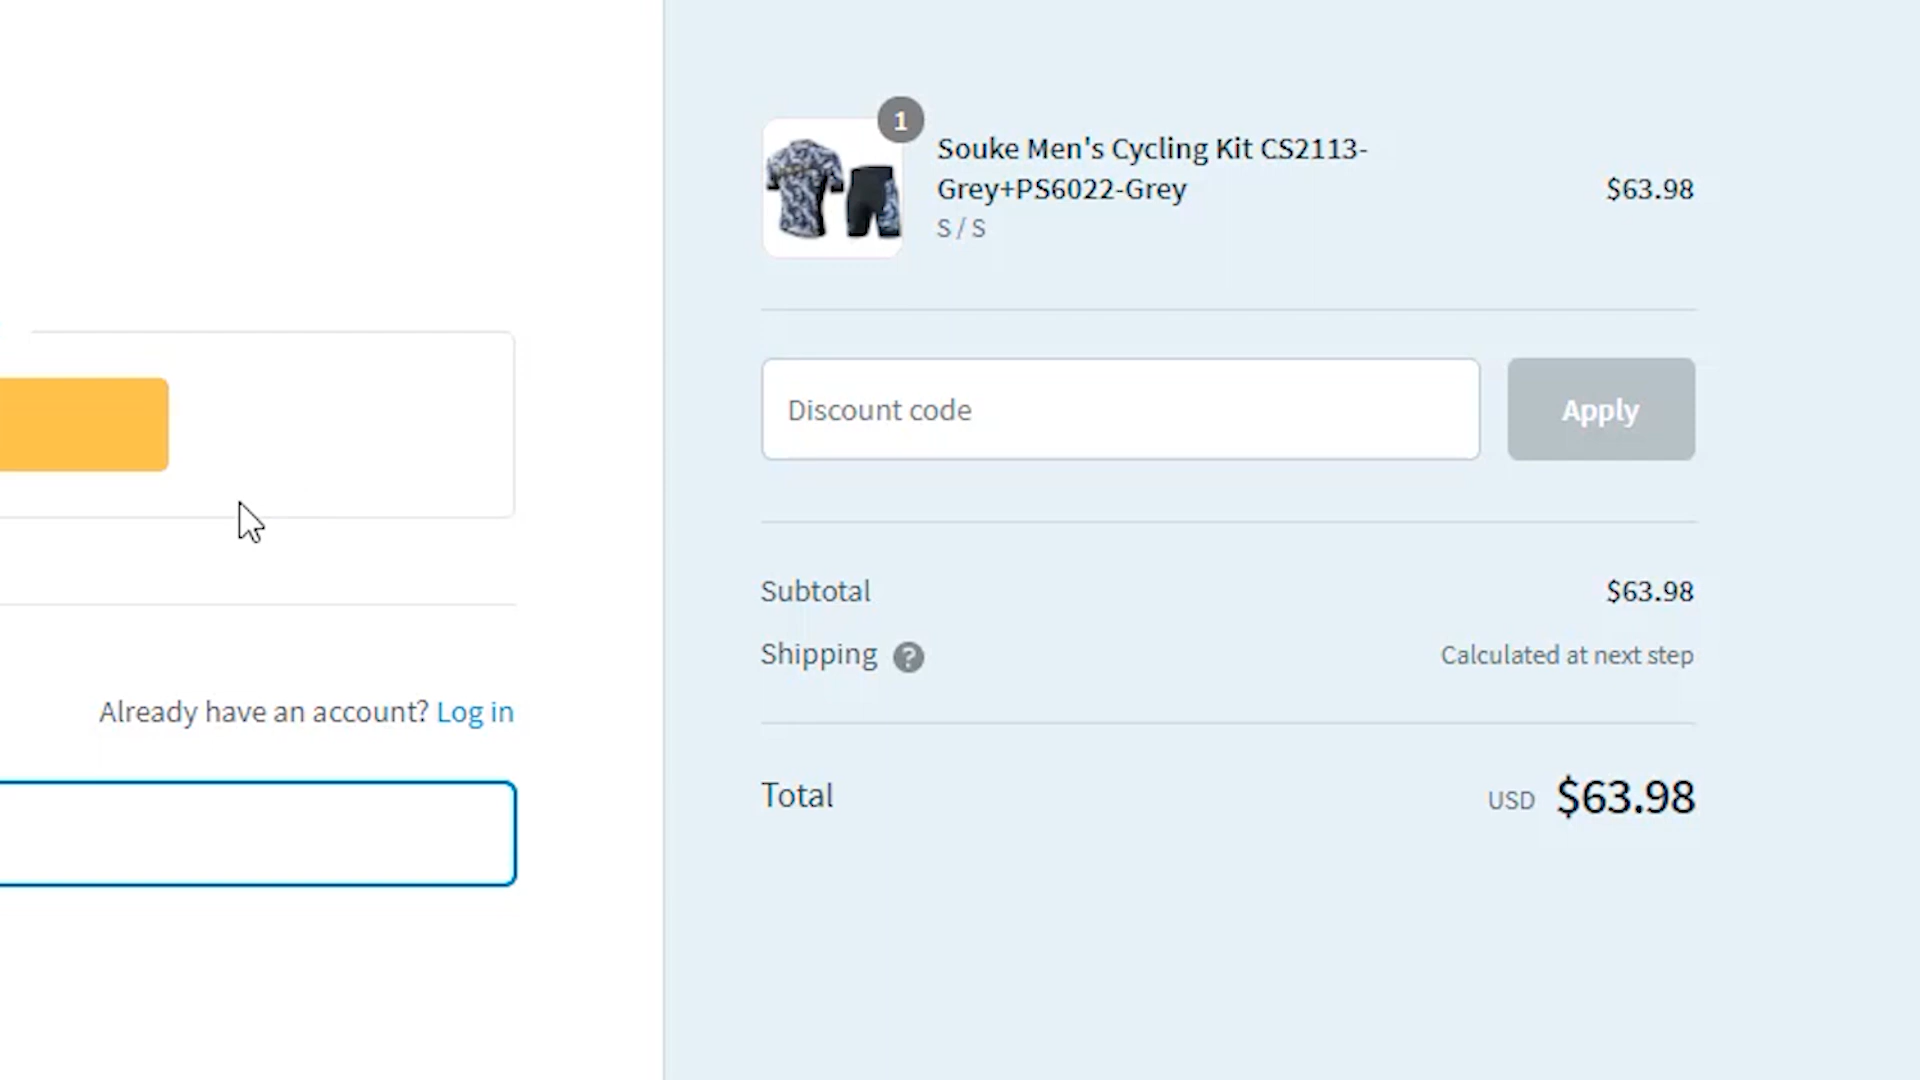 1
Souke Men's Cycling Kit CS2113-
Grey+PS6022-Grey
$63.98
S / S
Discount code
Apply
Subtotal
$63.98
Shipping ?
Calculated at next step
Already have an account? Log in
Total
USD $63.98